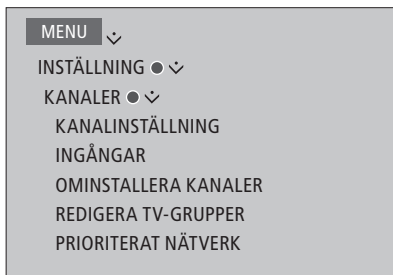 MENU
INSTÄLLNING
KANALER
KANALINSTÄLLNING
INGÅNGAR
OMINSTALLERA KANALER
REDIGERA TV-GRUPPER
PRIORITERAT NÄTVERK